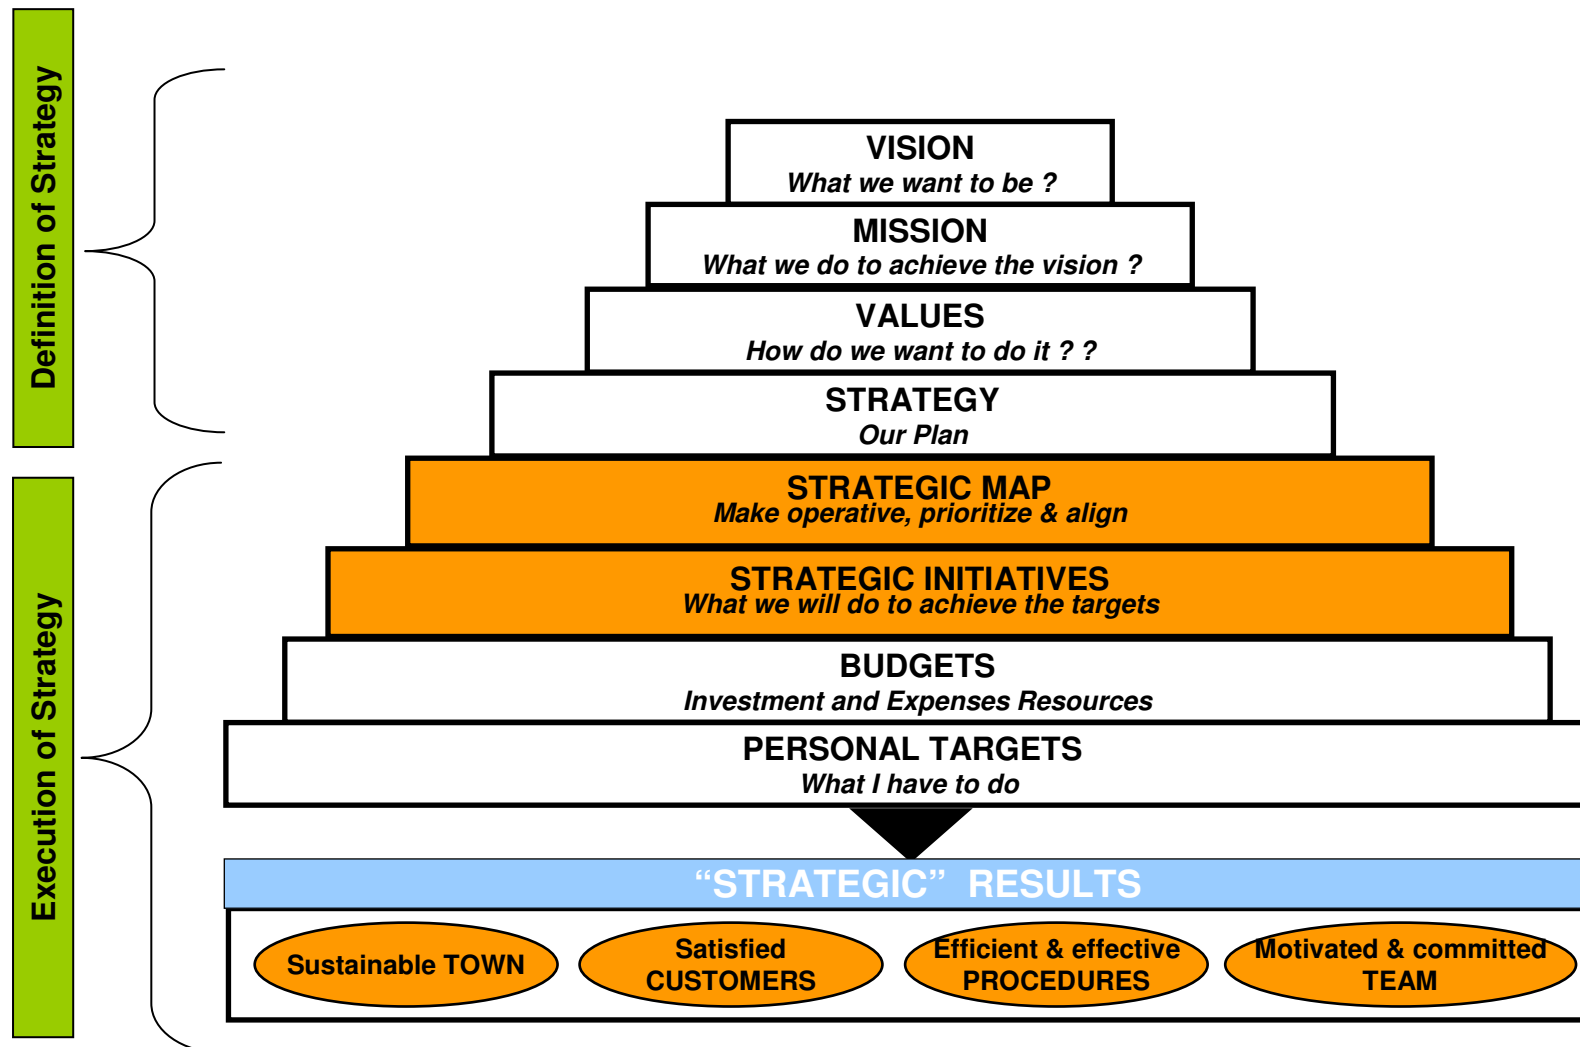 Definition of Strategy
VISION
What we want to be ?
MISSION
What we do to achieve the vision ?
VALUES
How do we want to do it ? ?
STRATEGY
Our Plan
Execution of Strategy
STRATEGIC MAP
Make operative, prioritize & align
STRATEGIC INITIATIVES
What we will do to achieve the targets
BUDGETS
Investment and Expenses Resources
PERSONAL TARGETS
What I have to do
“STRATEGIC” RESULTS
Sustainable TOWN
Satisfied
CUSTOMERS
Efficient & effective
PROCEDURES
Motivated & committed
TEAM